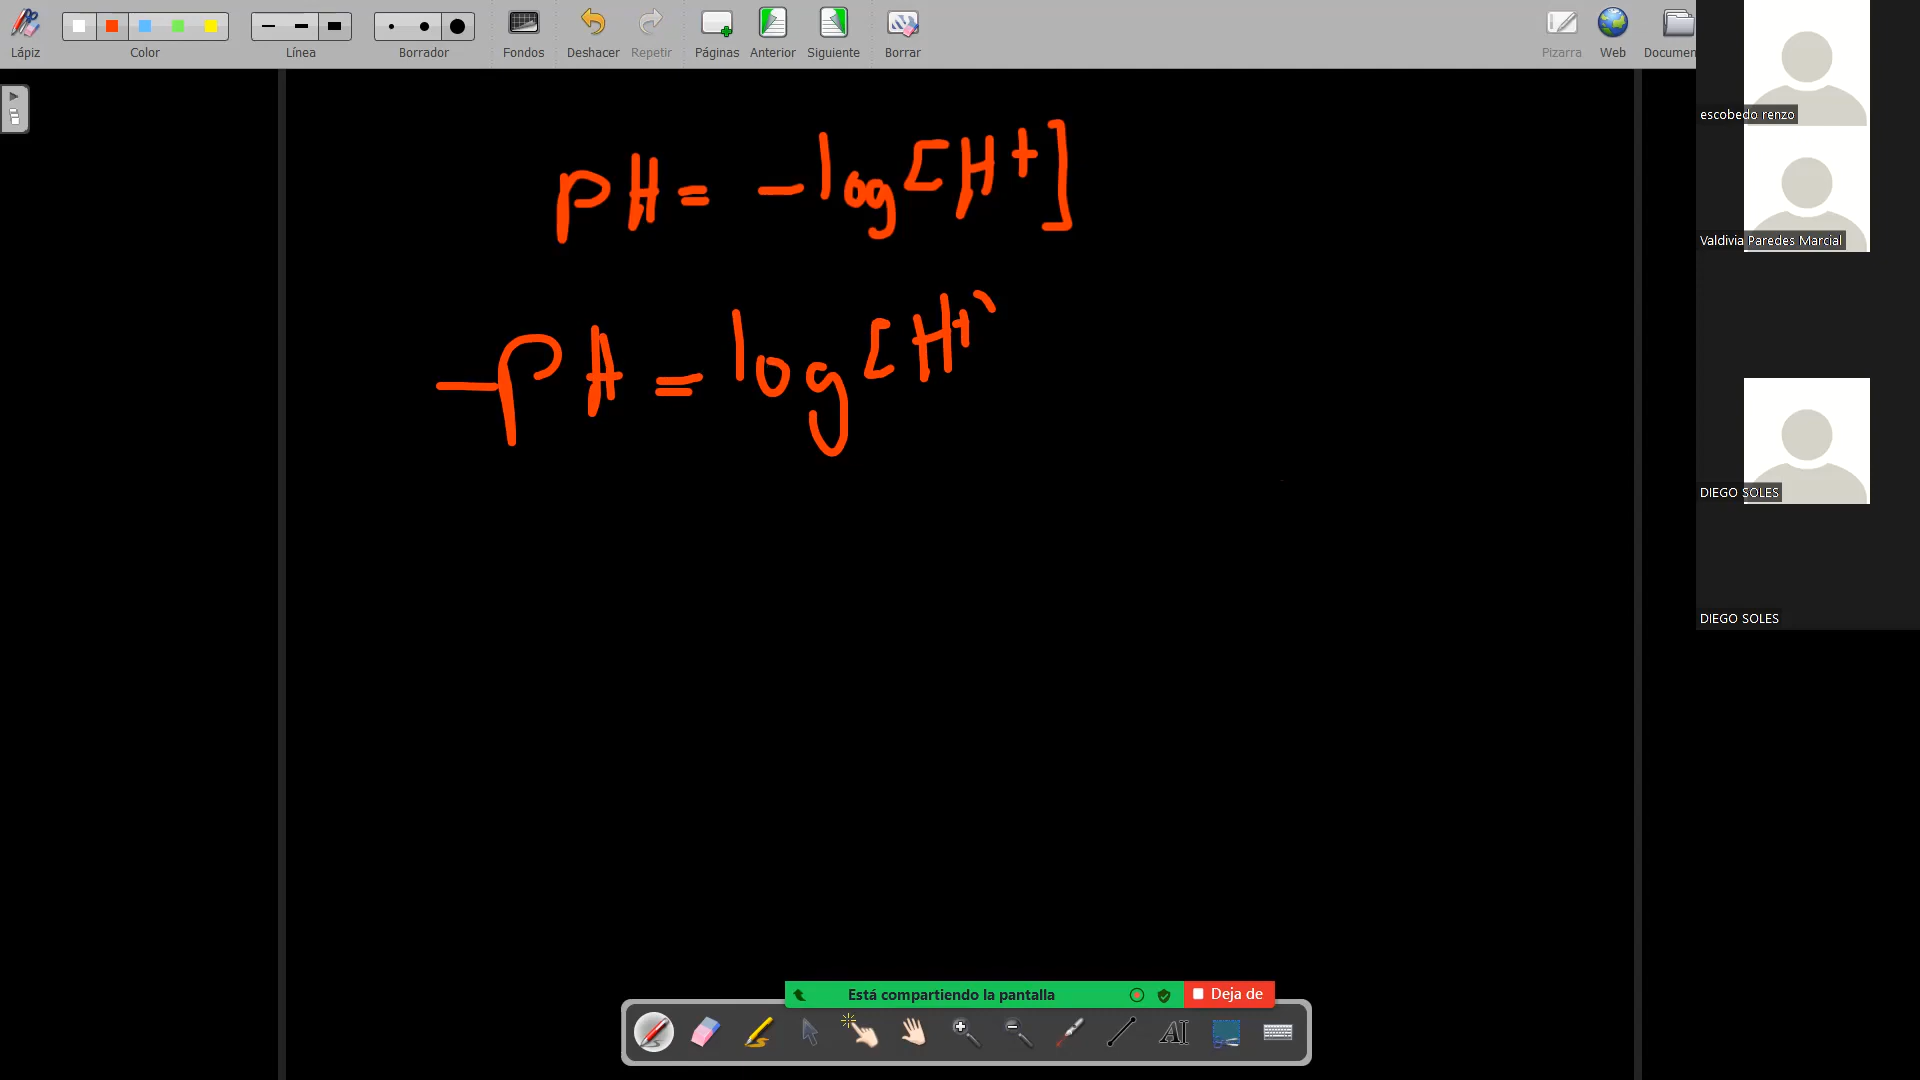 Lápiz Color Línea Borrador Fondos Deshacer Repetir Páginas Anterior Siguiente Borrar Pizarra Web Documen
escobedo renzo
Valdivia Paredes Marcial
pH = -log[H+]
-pH = log[H+
DIEGO SOLES
DIEGO SOLES
Está compartiendo la pantalla Deja de
AI